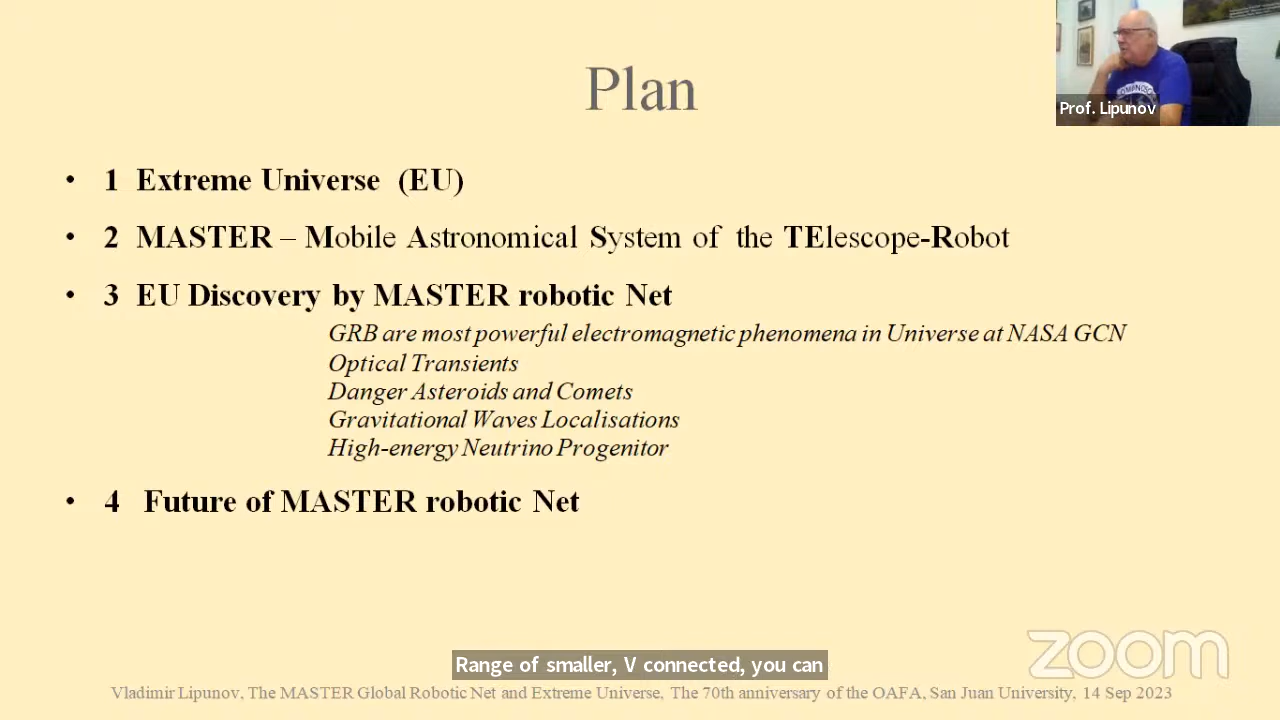 Plan
Prof. Lipunov
• 1 Extreme Universe (EU)
• 2 MASTER – Mobile Astronomical System of the TElescope-Robot
• 3 EU Discovery by MASTER robotic Net
GRB are most powerful electromagnetic phenomena in Universe at NASA GCN
Optical Transients
Danger Asteroids and Comets
Gravitational Waves Localisations
High-energy Neutrino Progenitor
• 4 Future of MASTER robotic Net
zoom
Range of smaller, V connected, you can
Vladimir Lipunov, The MASTER Global Robotic Net and Extreme Universe, The 70th anniversary of the OAFA, San Juan University, 14 Sep 2023